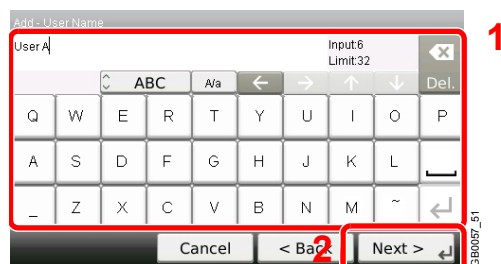 Add - User Name
User A
Input:6
Limit:32
ABC
A/a
Del.
Q W E R T Y U I O P
A S D F G H J K L
_ Z X C V B N M ~
Cancel
< Back
Next >
1
2
GB0057_51